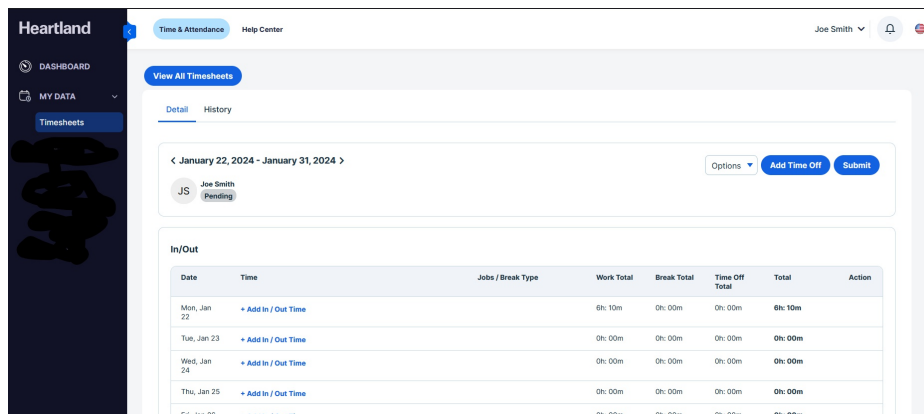 Heartland
Time & Attendance
Help Center
Joe Smith
DASHBOARD
MY DATA
Timesheets
View All Timesheets
Detail
History
January 22, 2024 - January 31, 2024
JS
Joe Smith
Pending
Options
Add Time Off
Submit
In/Out
Date Time Jobs / Break Type Work Total Break Total Time Off Total Total Action
Mon, Jan 22 + Add In / Out Time 6h: 10m 0h: 00m 0h: 00m 6h: 10m
Tue, Jan 23 + Add In / Out Time 0h: 00m 0h: 00m 0h: 00m 0h: 00m
Wed, Jan 24 + Add In / Out Time 0h: 00m 0h: 00m 0h: 00m 0h: 00m
Thu, Jan 25 + Add In / Out Time 0h: 00m 0h: 00m 0h: 00m 0h: 00m